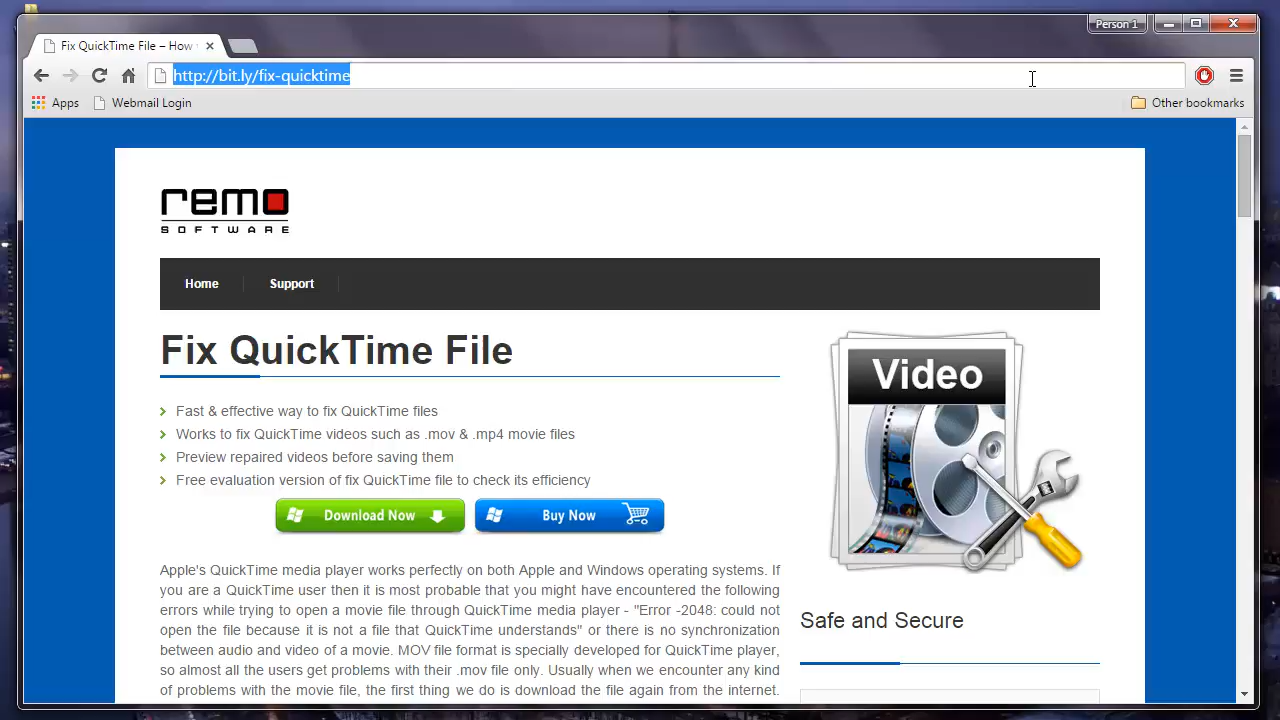 Person 1
Fix QuickTime File – How
http://bit.ly/fix-quicktime
Apps
Webmail Login
Other bookmarks
remo
SOFTWARE
Home
Support
Fix QuickTime File
Fast & effective way to fix QuickTime files
Works to fix QuickTime videos such as .mov & .mp4 movie files
Preview repaired videos before saving them
Free evaluation version of fix QuickTime file to check its efficiency
Download Now
Buy Now
Video
Apple's QuickTime media player works perfectly on both Apple and Windows operating systems. If
you are a QuickTime user then it is most probable that you might have encountered the following
errors while trying to open a movie file through QuickTime media player - "Error -2048: could not
open the file because it is not a file that QuickTime understands" or there is no synchronization
between audio and video of a movie. MOV file format is specially developed for QuickTime player,
so almost all the users get problems with their .mov file only. Usually when we encounter any kind
of problems with the movie file, the first thing we do is download the file again from the internet.
Safe and Secure